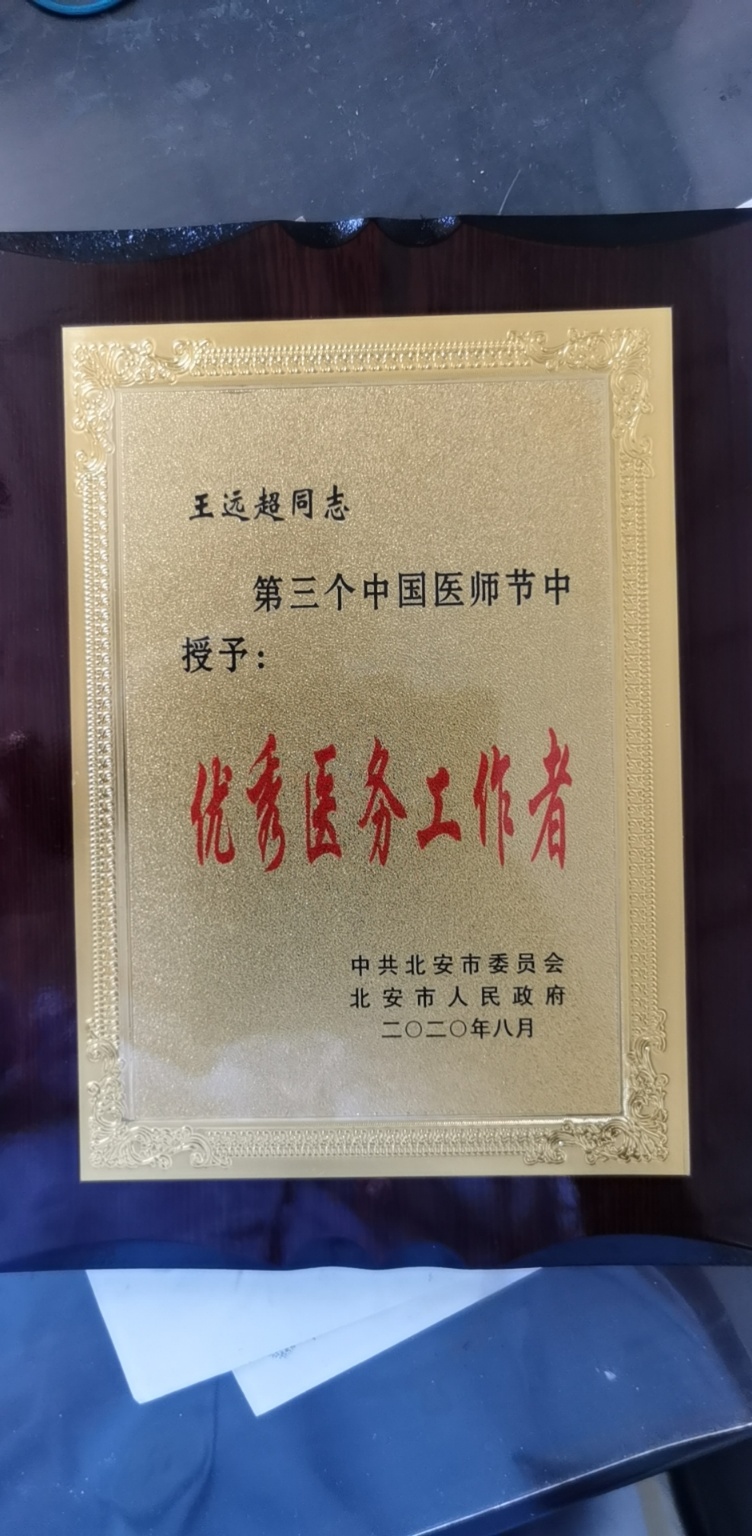 王远超同志
第三个中国医师节中
授予:
优秀医务工作者
中共北安市委员会
北安市人民政府
二〇二〇年八月